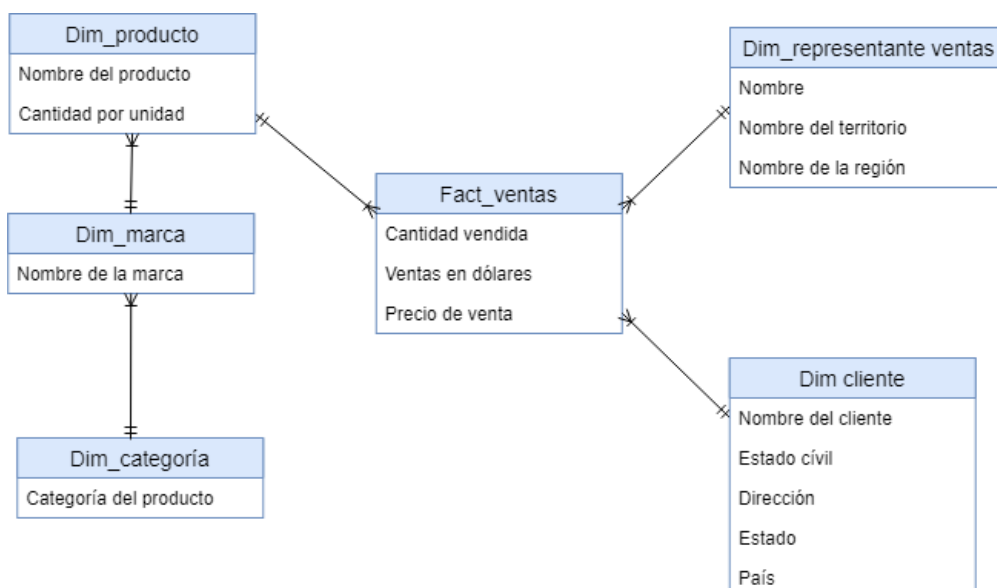 Dim_producto
Nombre del producto
Cantidad por unidad
Dim_marca
Nombre de la marca
Dim_categoría
Categoría del producto
Fact_ventas
Cantidad vendida
Ventas en dólares
Precio de venta
Dim_representante ventas
Nombre
Nombre del territorio
Nombre de la región
Dim cliente
Nombre del cliente
Estado cívil
Dirección
Estado
País